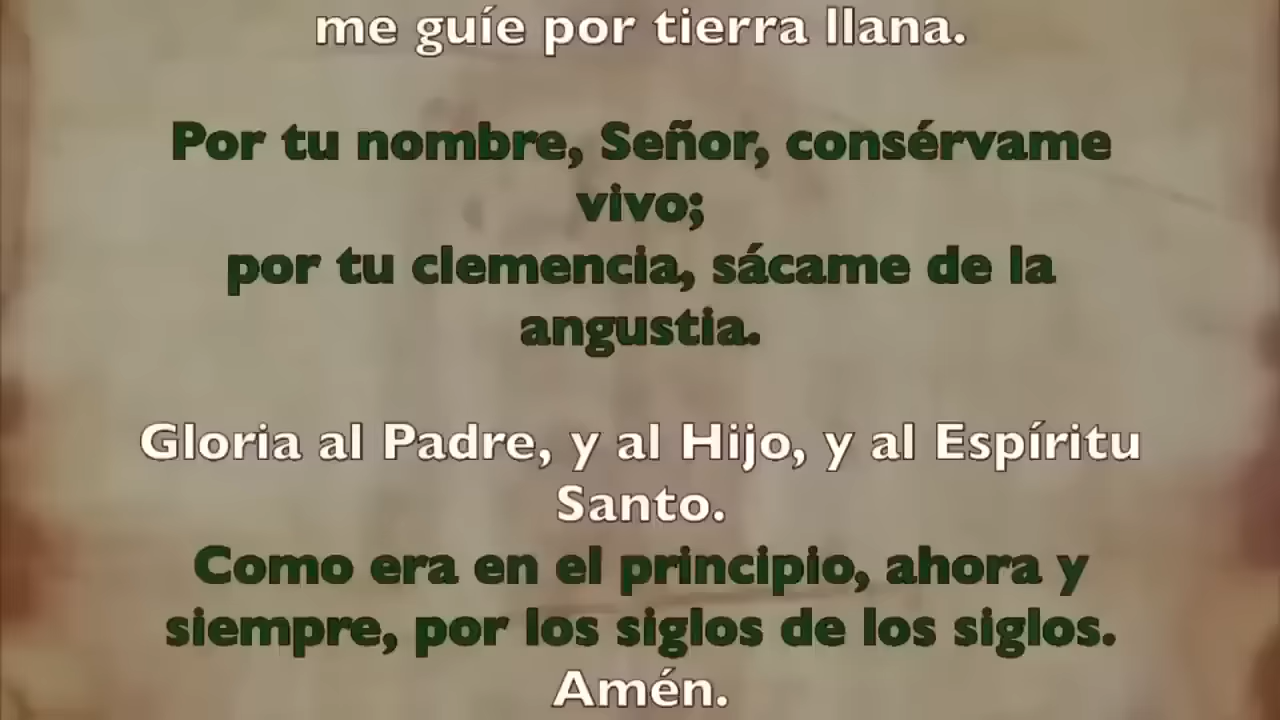 me guíe por tierra llana.
Por tu nombre, Señor, consérvame
vivo;
por tu clemencia, sácame de la
angustia.
Gloria al Padre, y al Hijo, y al Espíritu
Santo.
Como era en el principio, ahora y
siempre, por los siglos de los siglos.
Amén.